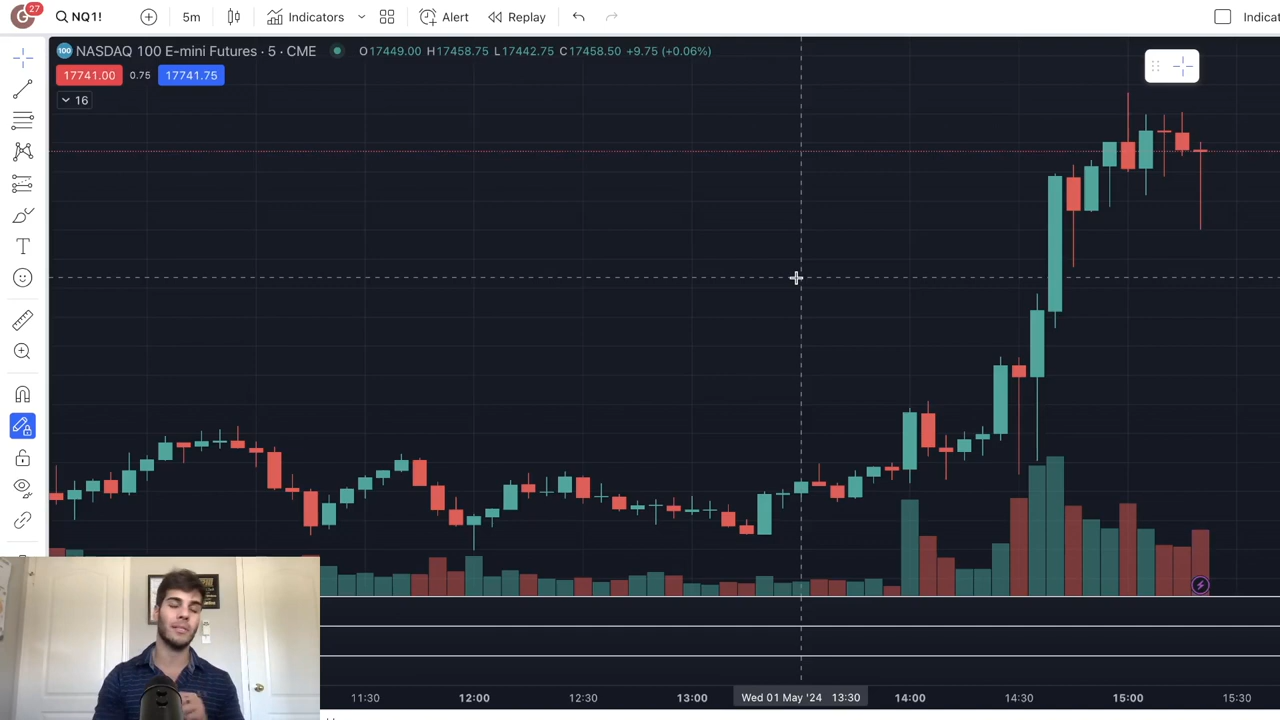 27
NQ1!
5m
Indicators
Alert
Replay
Indicat
100
NASDAQ 100 E-mini Futures · 5 · CME
O17449.00 H17458.75 L17442.75 C17458.50 +9.75 (+0.06%)
17741.00
0.75
17741.75
16
T
11:30
12:00
12:30
13:00
Wed 01 May '24 13:30
14:00
14:30
15:00
15:30